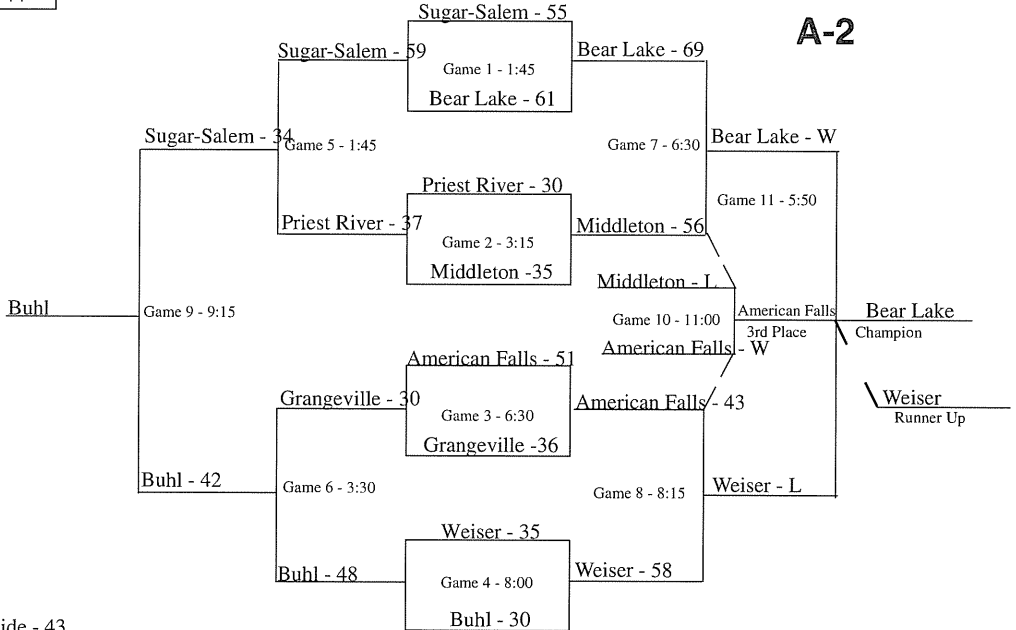 A-2
Sugar-Salem - 55
Sugar-Salem - 59
Game 1 - 1:45
Bear Lake - 69
Bear Lake - 61
Sugar-Salem - 34
Game 5 - 1:45
Game 7 - 6:30
Bear Lake - W
Priest River - 30
Game 11 - 5:50
Priest River - 37
Game 2 - 3:15
Middleton - 56
Middleton -35
Middleton - L
Buhl
Game 9 - 9:15
Game 10 - 11:00
American Falls
Bear Lake
3rd Place
Champion
American Falls - W
American Falls - 51
Grangeville - 30
Game 3 - 6:30
American Falls - 43
Weiser
Runner Up
Grangeville -36
Buhl - 42
Game 6 - 3:30
Game 8 - 8:15
Weiser - L
Weiser - 35
Buhl - 48
Game 4 - 8:00
Weiser - 58
Buhl - 30
ide - 43